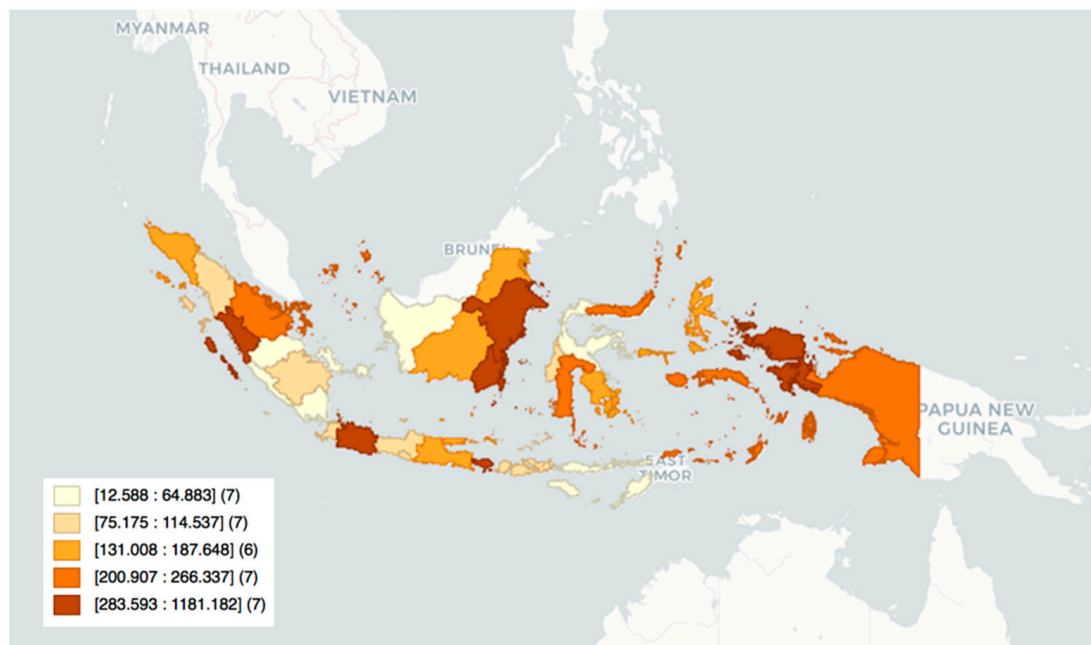 MYANMAR
THAILAND
VIETNAM
BRUNEI
PAPUA NEW
GUINEA
EAST
TIMOR
[12.588 : 64.883] (7)
[75.175 : 114.537] (7)
[131.008 : 187.648] (6)
[200.907 : 266.337] (7)
[283.593 : 1181.182] (7)